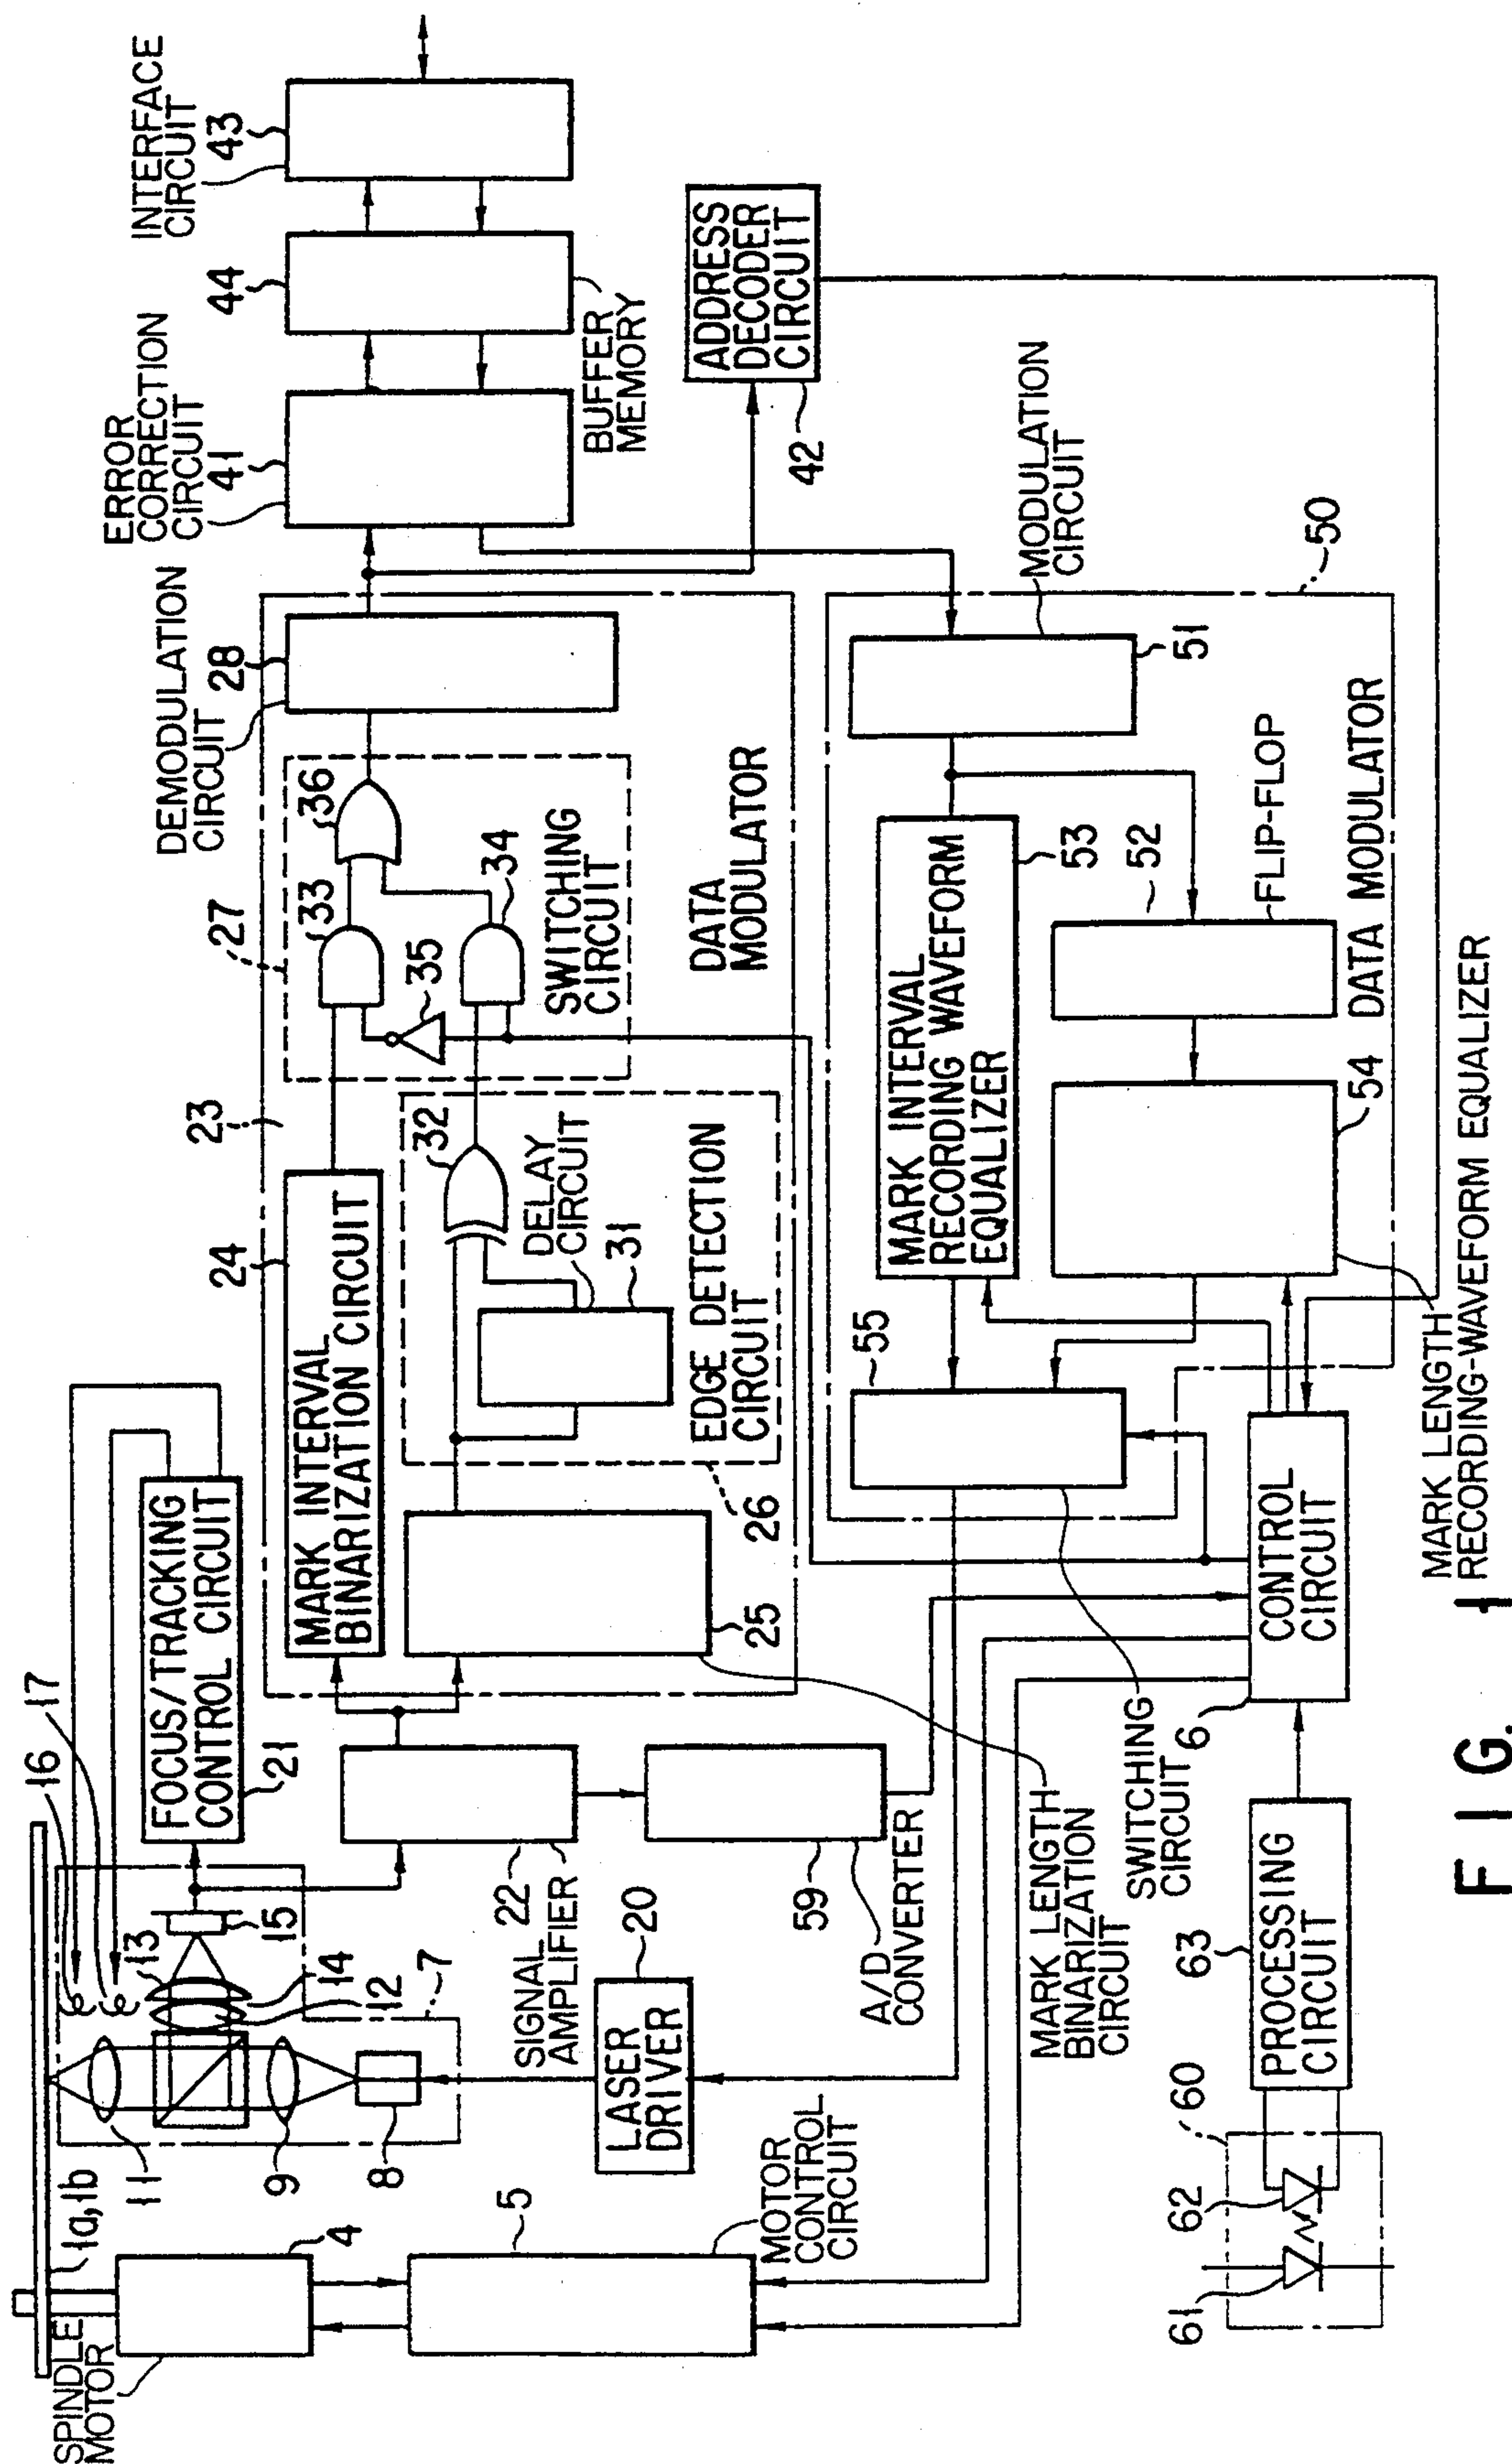 INTERFACE
CIRCUIT
43
44
BUFFER
MEMORY
ERROR
CORRECTION
CIRCUIT
41
ADDRESS
DECODER
CIRCUIT
42
DEMODULATION
CIRCUIT
28
27
36
33
34
35
SWITCHING
CIRCUIT
DATA
MODULATOR
23
24
MARK INTERVAL
BINARIZATION CIRCUIT
32
DELAY
CIRCUIT
31
EDGE DETECTION
CIRCUIT
26
25
MARK LENGTH
BINARIZATION
CIRCUIT
MODULATION
CIRCUIT
50
51
MARK INTERVAL
RECORDING WAVEFORM
EQUALIZER
53
52
FLIP-FLOP
DATA MODULATOR
54
MARK LENGTH
RECORDING-WAVEFORM EQUALIZER
55
SWITCHING
CIRCUIT
FOCUS/TRACKING
CONTROL CIRCUIT
21
16
17
13
15
14
12
7
11
9
8
1a,1b
22
SIGNAL
AMPLIFIER
59
A/D
CONVERTER
20
LASER
DRIVER
SPINDLE
MOTOR
4
5
MOTOR
CONTROL
CIRCUIT
CONTROL
CIRCUIT
6
63
PROCESSING
CIRCUIT
60
62
61
FIG. 1